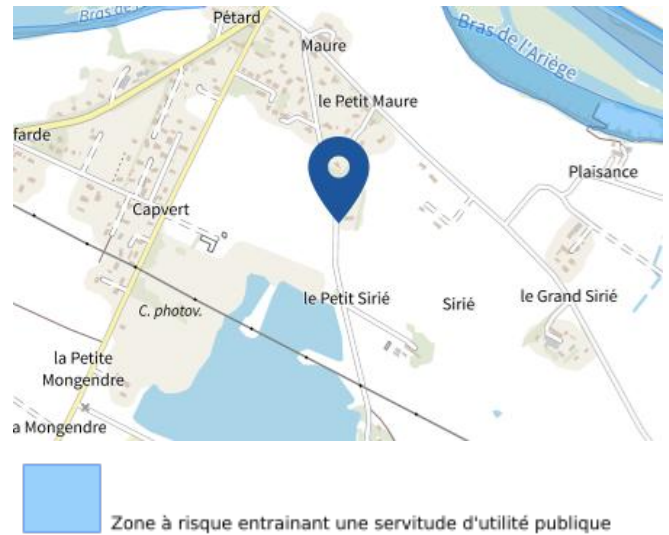 Bras de l'Ariège
Pétard
Maure
Bras de l'Ariège
le Petit Maure
farde
Plaisance
Capvert
le Petit Sirié
Sirié
le Grand Sirié
C. photov.
la Petite
Mongendre
a Mongendre
Zone à risque entrainant une servitude d'utilité publique